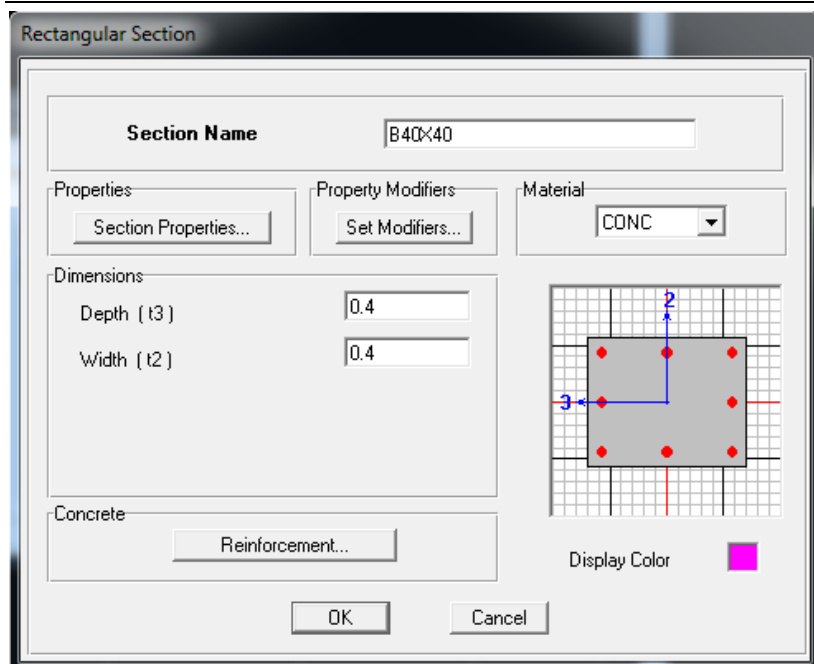 Rectangular Section
Section Name B40X40
Properties Property Modifiers Material
Section Properties... Set Modifiers... CONC
Dimensions
Depth ( t3 ) 0.4
Width ( t2 ) 0.4
2
3
Concrete
Reinforcement...
Display Color
OK Cancel